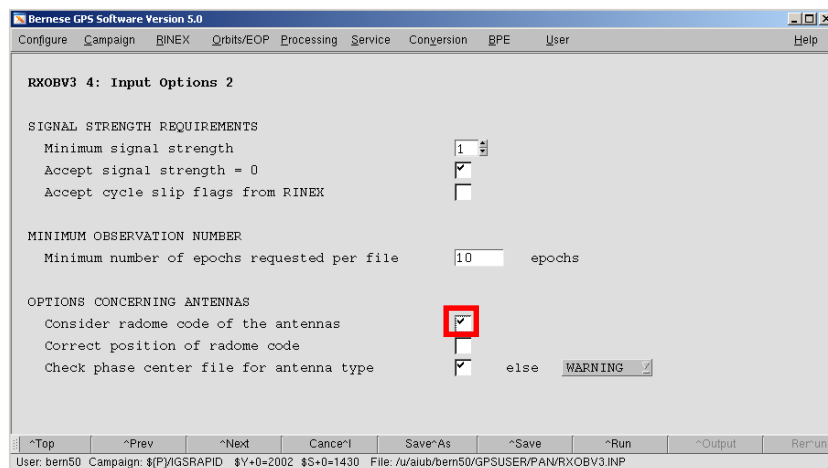 Bernese GPS Software Version 5.0
Configure Campaign RINEX Orbits/EOP Processing Service Conversion BPE User Help
RXOBV3 4: Input Options 2
SIGNAL STRENGTH REQUIREMENTS
Minimum signal strength 1
Accept signal strength = 0
Accept cycle slip flags from RINEX
MINIMUM OBSERVATION NUMBER
Minimum number of epochs requested per file 10 epochs
OPTIONS CONCERNING ANTENNAS
Consider radome code of the antennas
Correct position of radome code
Check phase center file for antenna type else WARNING
^Top ^Prev ^Next Cance^l Save^As ^Save ^Run ^Output Rer^un
User: bern50 Campaign: ${P}/IGSRAPID $Y+0=2002 $S+0=1430 File: /u/aiub/bern50/GPSUSER/PAN/RXOBV3.INP